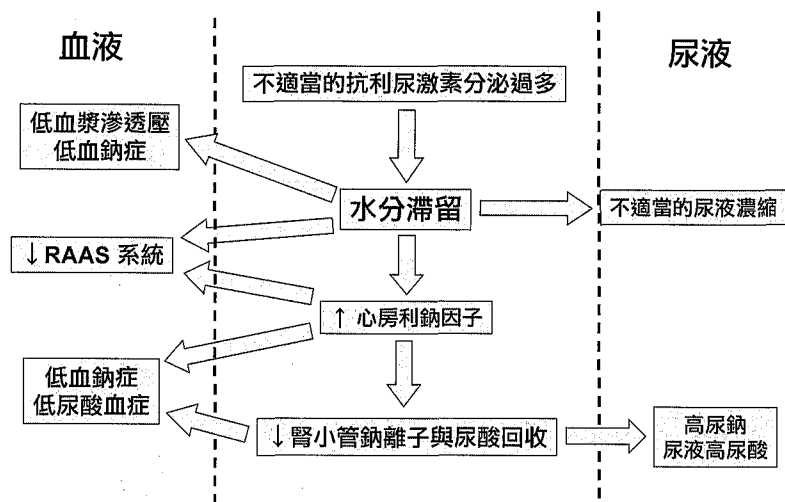 血液
尿液
不適當的抗利尿激素分泌過多
低血漿滲透壓
低血鈉症
水分滯留
不適當的尿液濃縮
↓RAAS 系統
↑ 心房利鈉因子
低血鈉症
低尿酸血症
↓腎小管鈉離子與尿酸回收
高尿鈉
尿液高尿酸